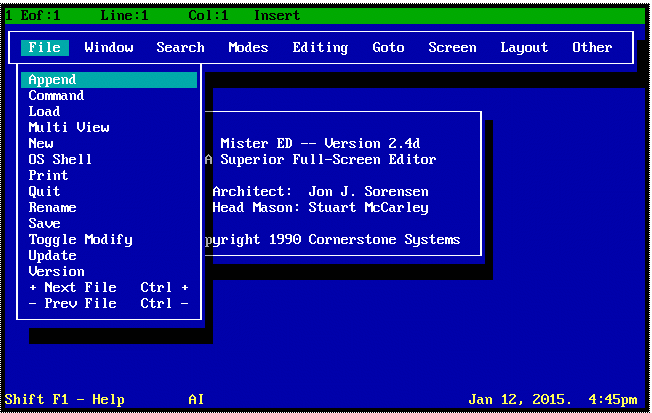 1 Eof:1 Line:1 Col:1 Insert
File Window Search Modes Editing Goto Screen Layout Other
Append
Command
Load
Multi View
New
OS Shell
Print
Quit
Rename
Save
Toggle Modify
Update
Version
+ Next File Ctrl +
- Prev File Ctrl -
Mister ED -- Version 2.4d
A Superior Full-Screen Editor
Architect: Jon J. Sorensen
Head Mason: Stuart McCarley
pyright 1990 Cornerstone Systems
Shift F1 - Help AI Jan 12, 2015. 4:45pm